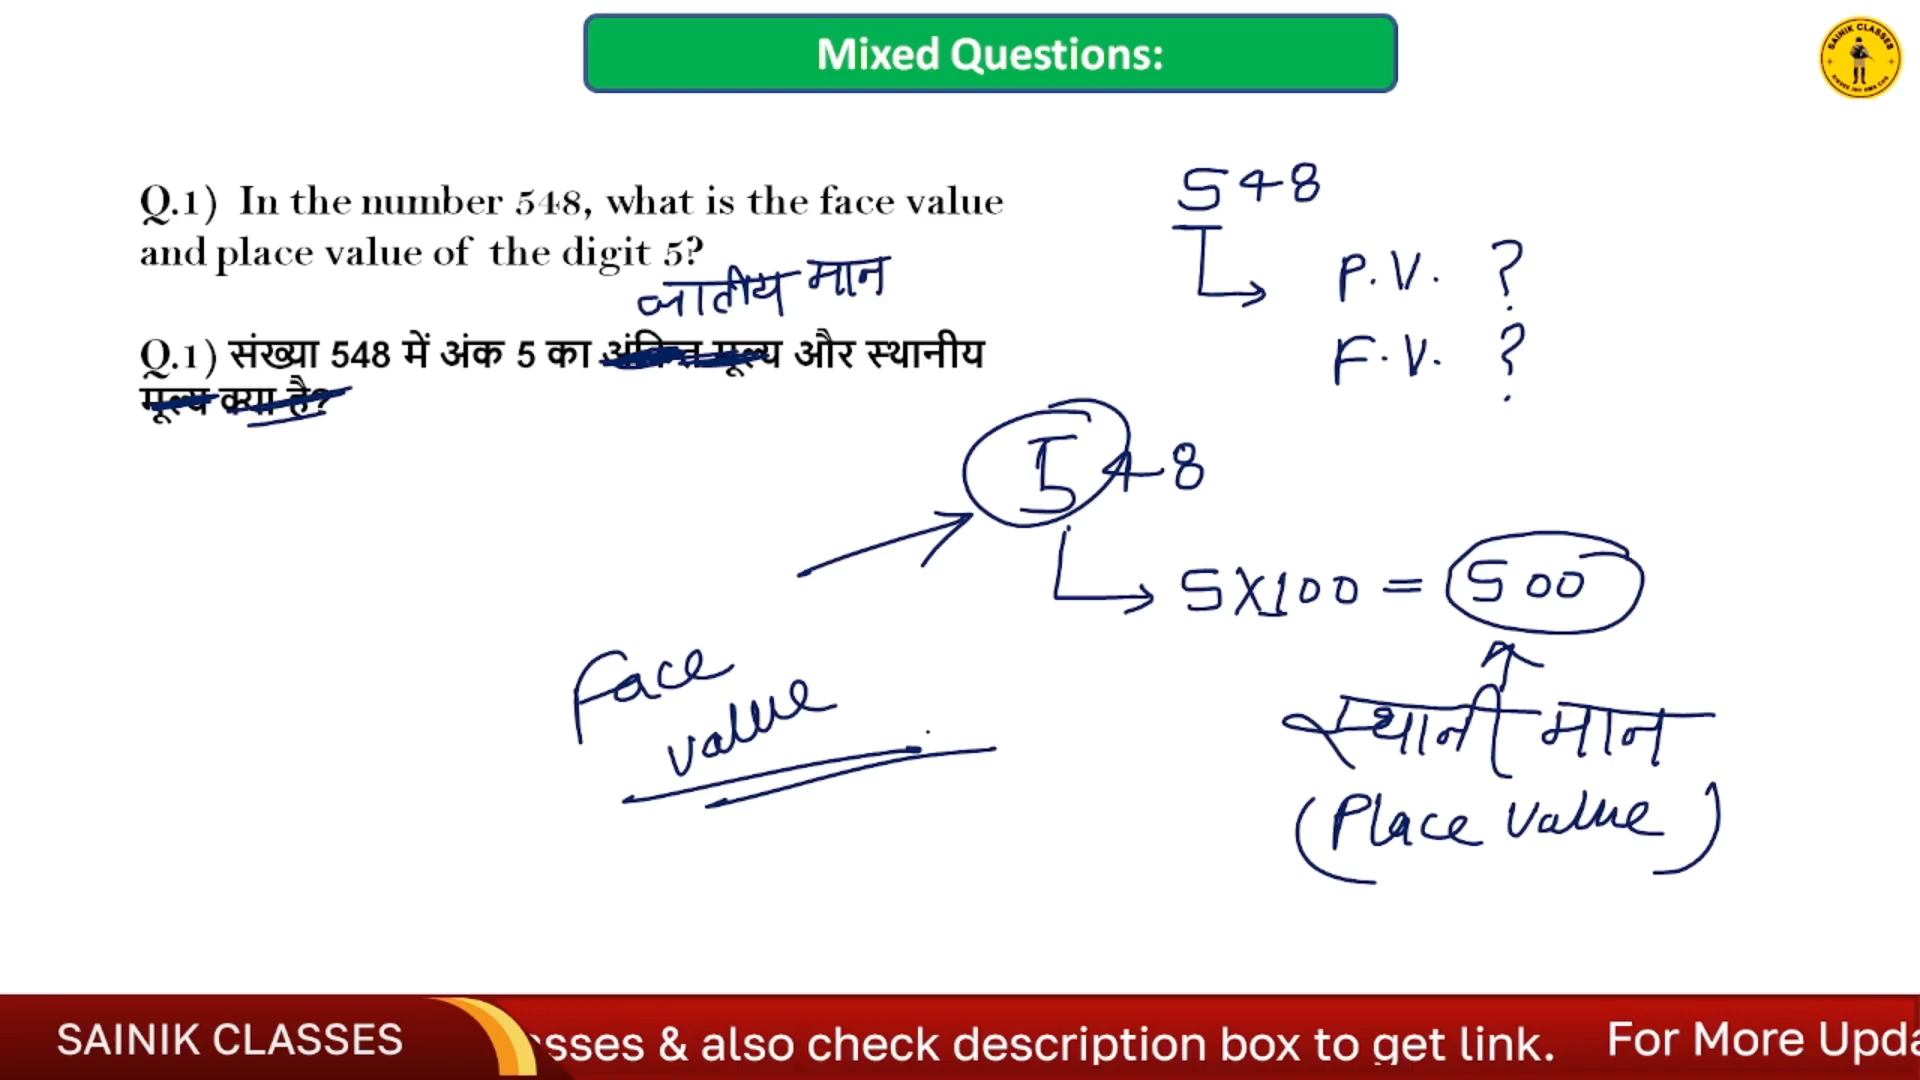 Mixed Questions:
SAINIK CLASSES
Q.1) In the number 548, what is the face value
and place value of the digit 5?
जातीय मान
Q.1) संख्या 548 में अंक 5 का अंकित मूल्य और स्थानीय
मूल्य क्या है?
548
P.V. ?
F.V. ?
548
5X100 = 500
Face
value
स्थानी मान
(Place value)
SAINIK CLASSES
sses & also check description box to get link. For More Upda